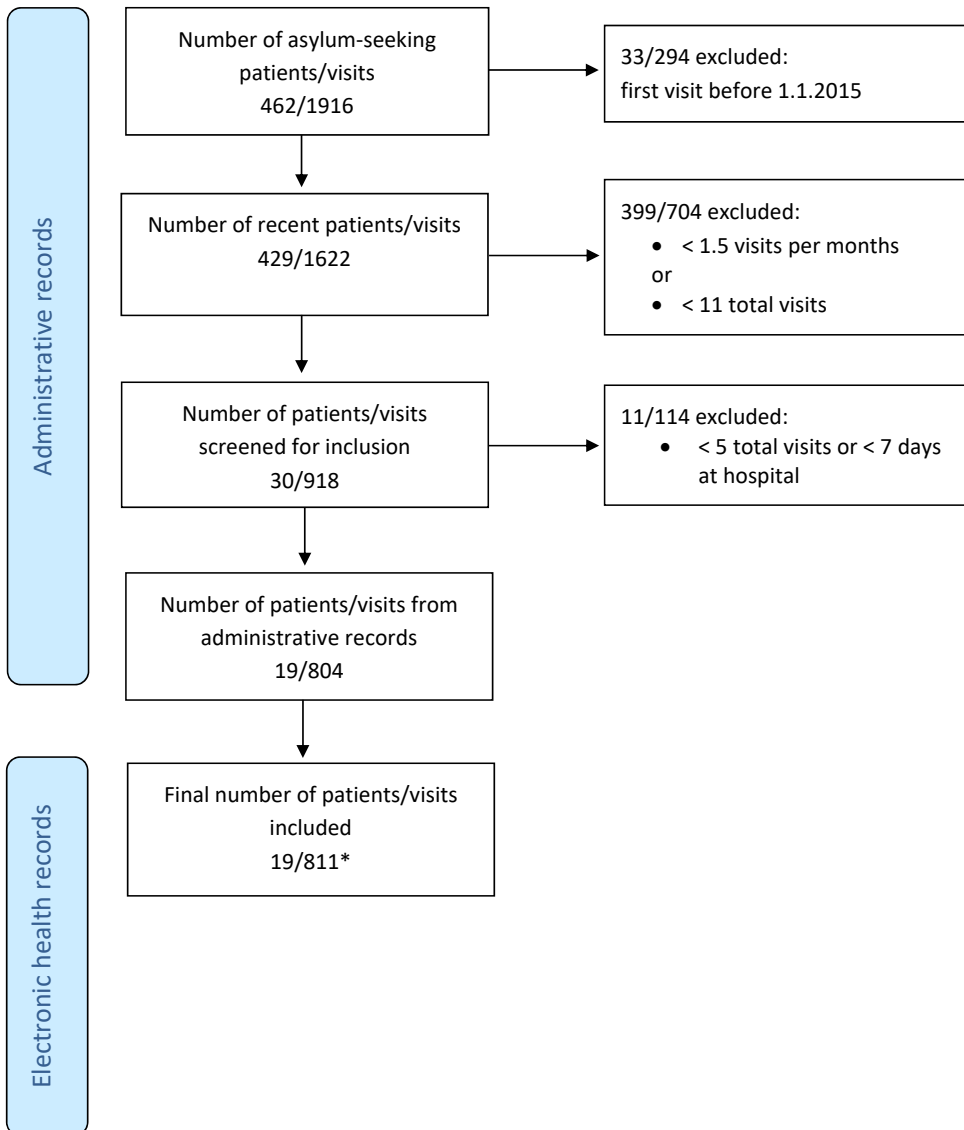 Administrative records
Number of asylum-seeking
patients/visits
462/1916
33/294 excluded:
first visit before 1.1.2015
Number of recent patients/visits
429/1622
399/704 excluded:
• < 1.5 visits per months
or
• < 11 total visits
Number of patients/visits
screened for inclusion
30/918
11/114 excluded:
• < 5 total visits or < 7 days
at hospital
Number of patients/visits from
administrative records
19/804
Electronic health records
Final number of patients/visits
included
19/811*